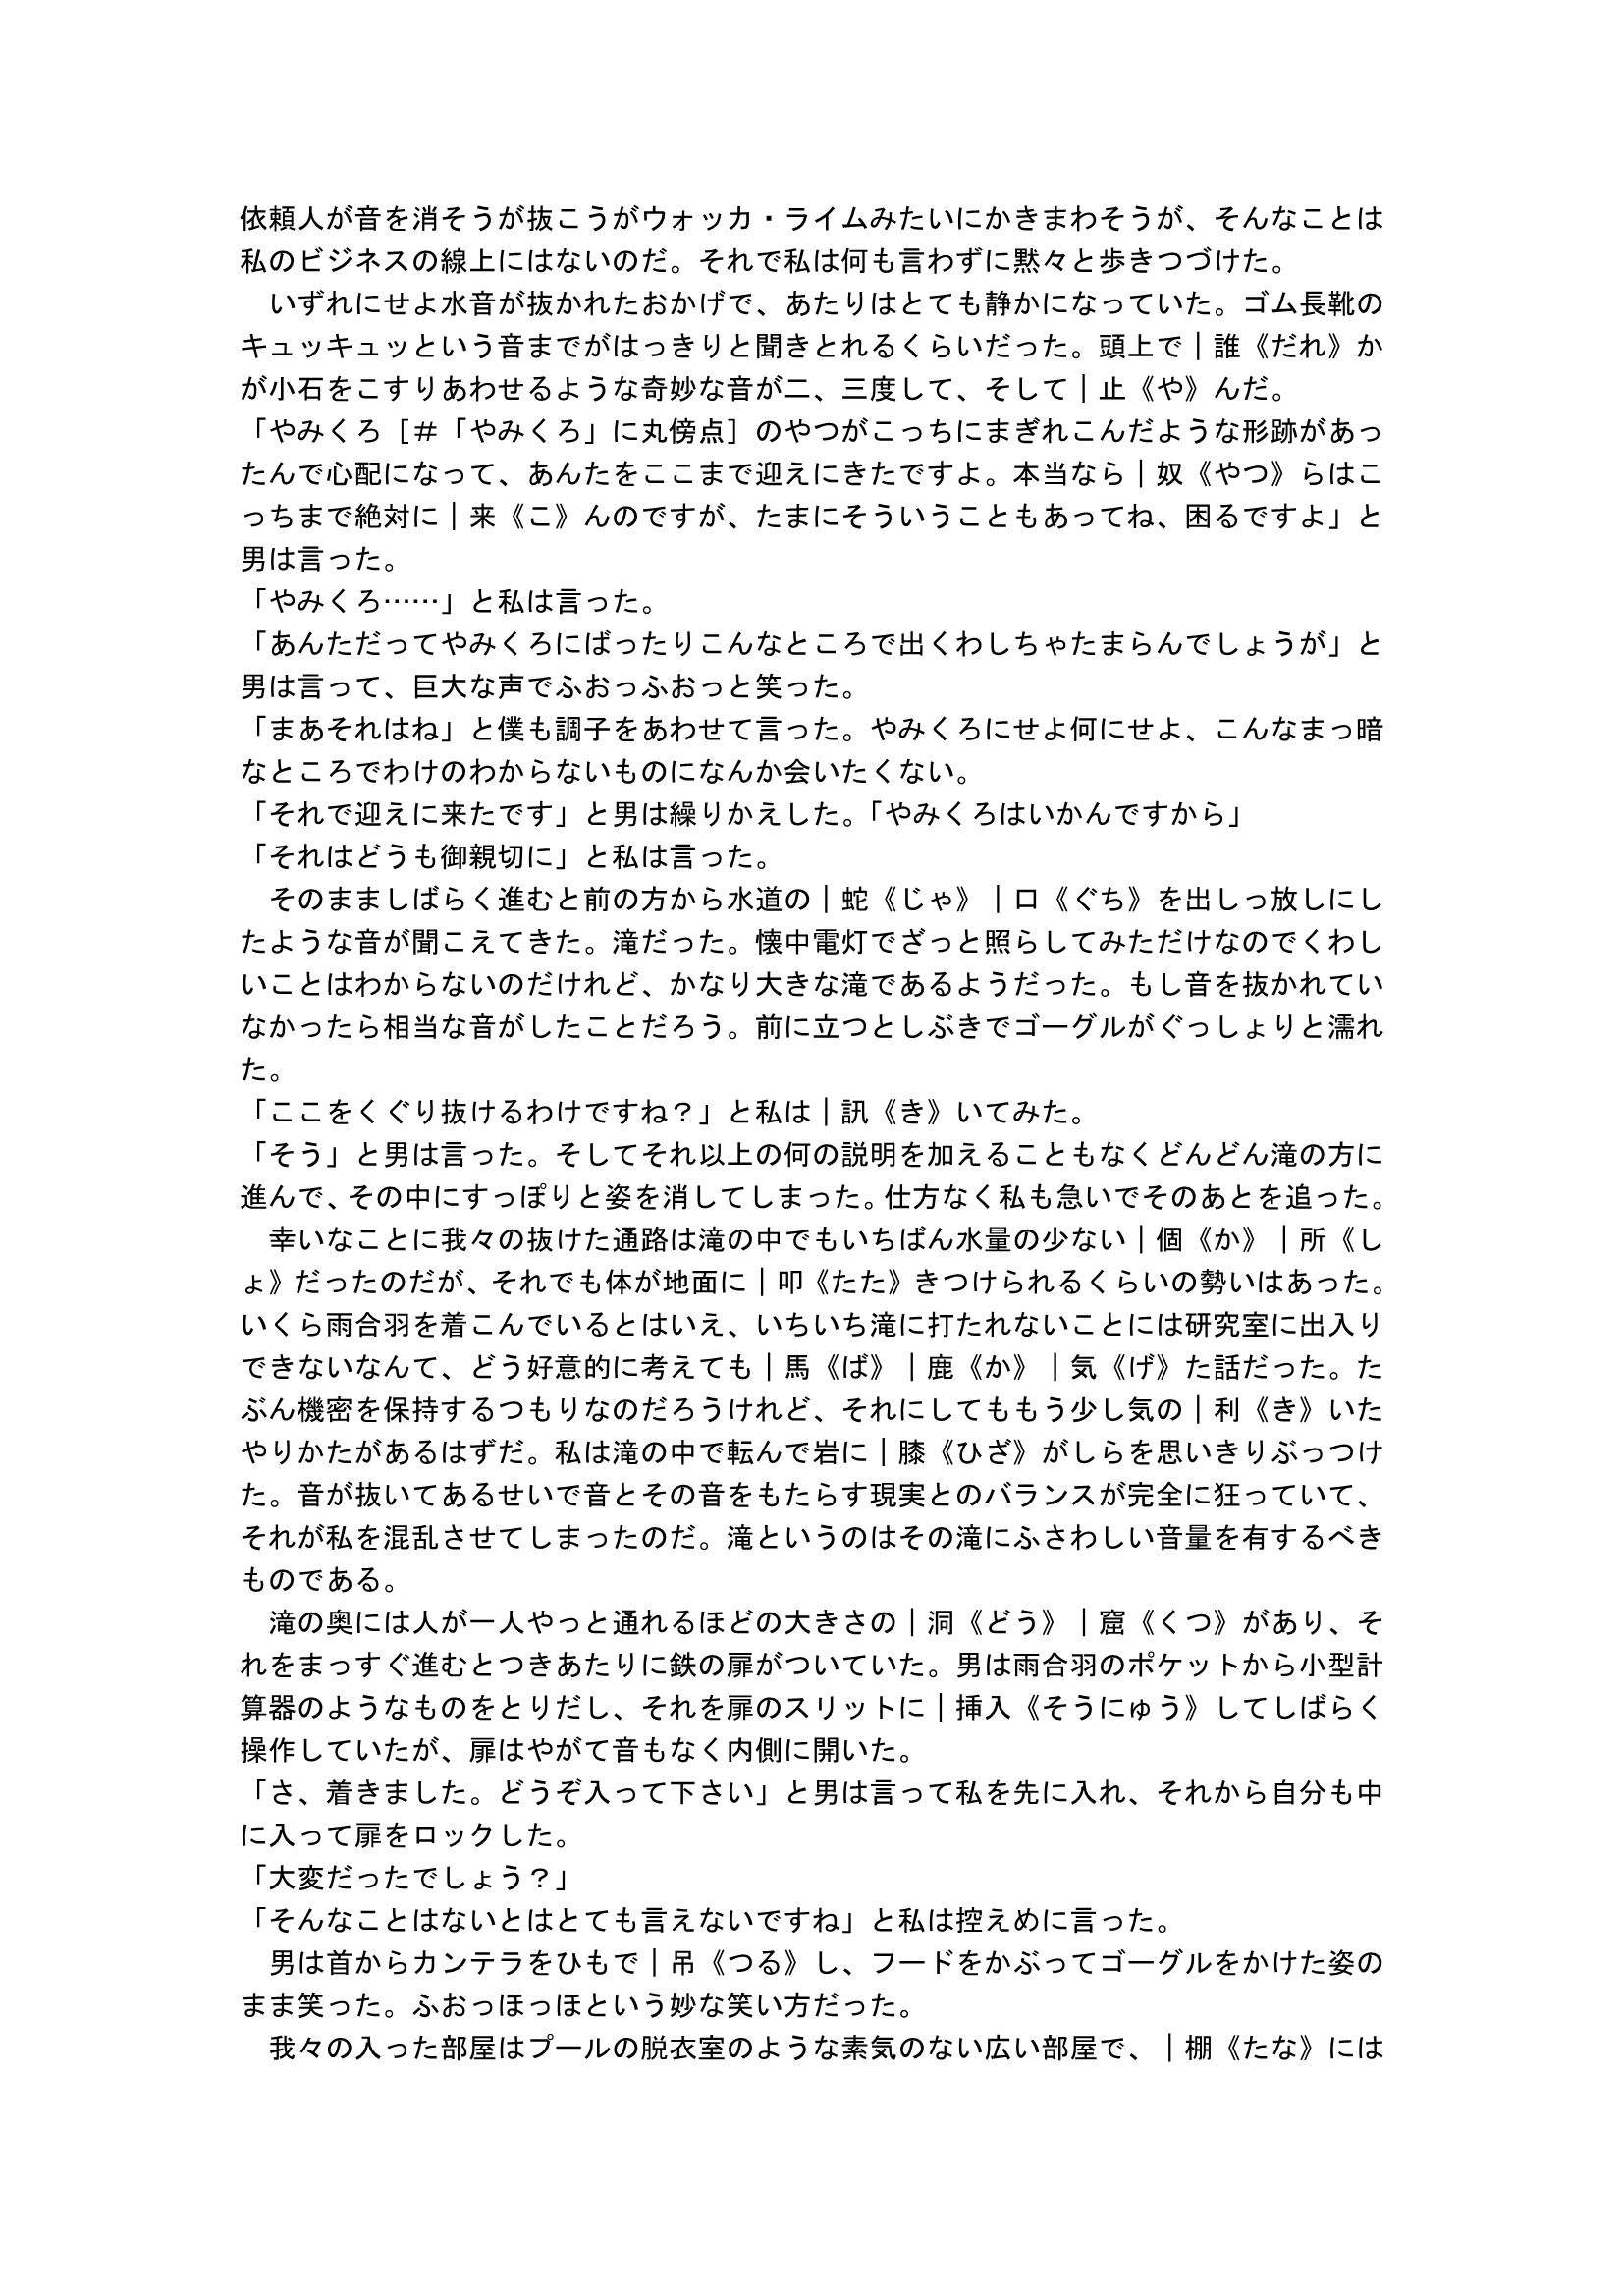 依頼人が音を消そうが抜こうがウォッカ・ライムみたいにかきまわそうが、そんなことは
私のビジネスの線上にはないのだ。それで私は何も言わずに黙々と歩きつづけた。
　いずれにせよ水音が抜かれたおかげで、あたりはとても静かになっていた。ゴム長靴の
キュッキュッという音までがはっきりと聞きとれるくらいだった。頭上で｜誰《だれ》か
が小石をこすりあわせるような奇妙な音が二、三度して、そして｜止《や》んだ。
「やみくろ［＃「やみくろ」に丸傍点］のやつがこっちにまぎれこんだような形跡があっ
たんで心配になって、あんたをここまで迎えにきたですよ。本当なら｜奴《やつ》らはこ
っちまで絶対に｜来《こ》んのですが、たまにそういうこともあってね、困るですよ」と
男は言った。
「やみくろ……」と私は言った。
「あんただってやみくろにばったりこんなところで出くわしちゃたまらんでしょうが」と
男は言って、巨大な声でふおっふおっと笑った。
「まあそれはね」と僕も調子をあわせて言った。やみくろにせよ何にせよ、こんなまっ暗
なところでわけのわからないものになんか会いたくない。
「それで迎えに来たです」と男は繰りかえした。「やみくろはいかんですから」
「それはどうも御親切に」と私は言った。
　そのまましばらく進むと前の方から水道の｜蛇《じゃ》｜口《ぐち》を出しっ放しにし
たような音が聞こえてきた。滝だった。懐中電灯でざっと照らしてみただけなのでくわし
いことはわからないのだけれど、かなり大きな滝であるようだった。もし音を抜かれてい
なかったら相当な音がしたことだろう。前に立つとしぶきでゴーグルがぐっしょりと濡れ
た。
「ここをくぐり抜けるわけですね？」と私は｜訊《き》いてみた。
「そう」と男は言った。そしてそれ以上の何の説明を加えることもなくどんどん滝の方に
進んで、その中にすっぽりと姿を消してしまった。仕方なく私も急いでそのあとを追った。
　幸いなことに我々の抜けた通路は滝の中でもいちばん水量の少ない｜個《か》｜所《し
ょ》だったのだが、それでも体が地面に｜叩《たた》きつけられるくらいの勢いはあった。
いくら雨合羽を着こんでいるとはいえ、いちいち滝に打たれないことには研究室に出入り
できないなんて、どう好意的に考えても｜馬《ば》｜鹿《か》｜気《げ》た話だった。た
ぶん機密を保持するつもりなのだろうけれど、それにしてももう少し気の｜利《き》いた
やりかたがあるはずだ。私は滝の中で転んで岩に｜膝《ひざ》がしらを思いきりぶっつけ
た。音が抜いてあるせいで音とその音をもたらす現実とのバランスが完全に狂っていて、
それが私を混乱させてしまったのだ。滝というのはその滝にふさわしい音量を有するべき
ものである。
　滝の奥には人が一人やっと通れるほどの大きさの｜洞《どう》｜窟《くつ》があり、そ
れをまっすぐ進むとつきあたりに鉄の扉がついていた。男は雨合羽のポケットから小型計
算器のようなものをとりだし、それを扉のスリットに｜挿入《そうにゅう》してしばらく
操作していたが、扉はやがて音もなく内側に開いた。
「さ、着きました。どうぞ入って下さい」と男は言って私を先に入れ、それから自分も中
に入って扉をロックした。
「大変だったでしょう？」
「そんなことはないとはとても言えないですね」と私は控えめに言った。
　男は首からカンテラをひもで｜吊《つる》し、フードをかぶってゴーグルをかけた姿の
まま笑った。ふおっほっほという妙な笑い方だった。
　我々の入った部屋はプールの脱衣室のような素気のない広い部屋で、｜棚《たな》には